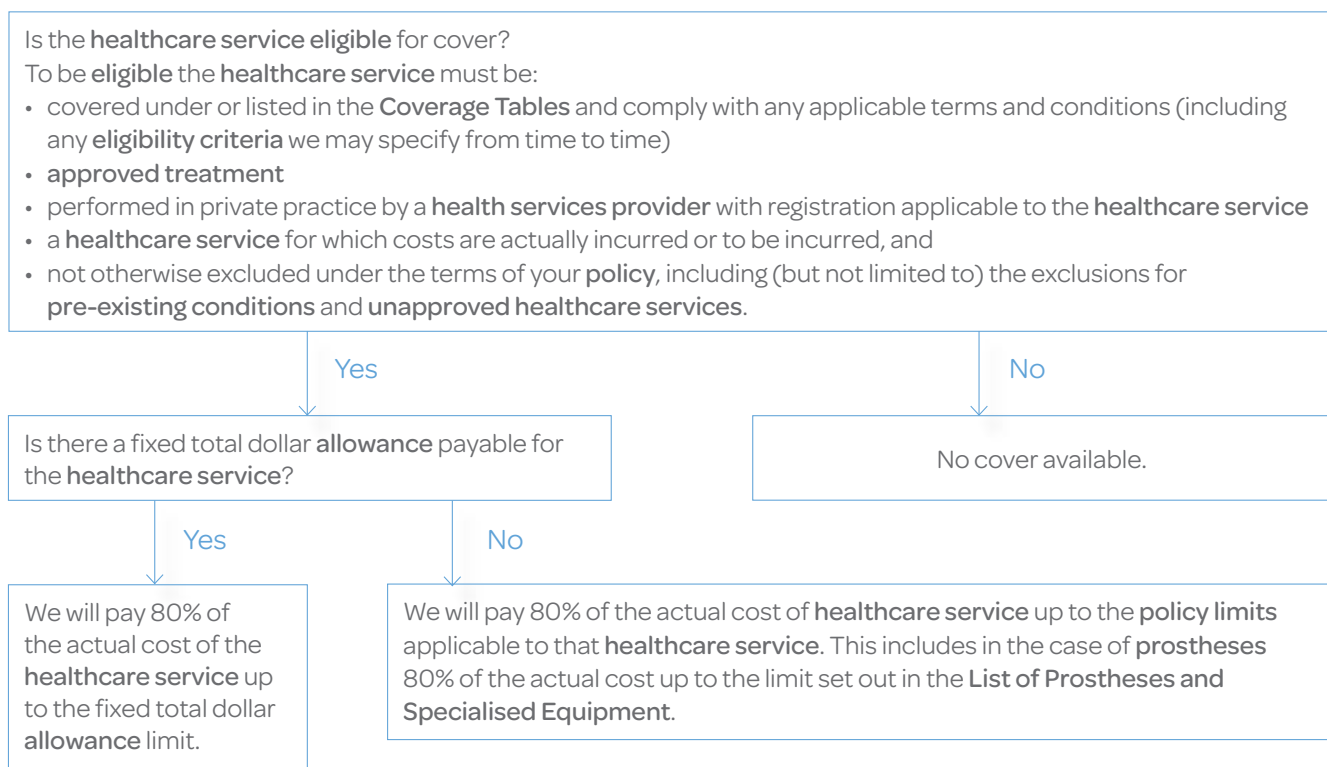 Is the healthcare service eligible for cover?
To be eligible the healthcare service must be:
• covered under or listed in the Coverage Tables and comply with any applicable terms and conditions (including
any eligibility criteria we may specify from time to time)
• approved treatment
• performed in private practice by a health services provider with registration applicable to the healthcare service
• a healthcare service for which costs are actually incurred or to be incurred, and
• not otherwise excluded under the terms of your policy, including (but not limited to) the exclusions for
pre-existing conditions and unapproved healthcare services.
Yes
No
Is there a fixed total dollar allowance payable for
the healthcare service?
No cover available.
Yes
No
We will pay 80% of
the actual cost of the
healthcare service up
to the fixed total dollar
allowance limit.
We will pay 80% of the actual cost of healthcare service up to the policy limits
applicable to that healthcare service. This includes in the case of prostheses
80% of the actual cost up to the limit set out in the List of Prostheses and
Specialised Equipment.